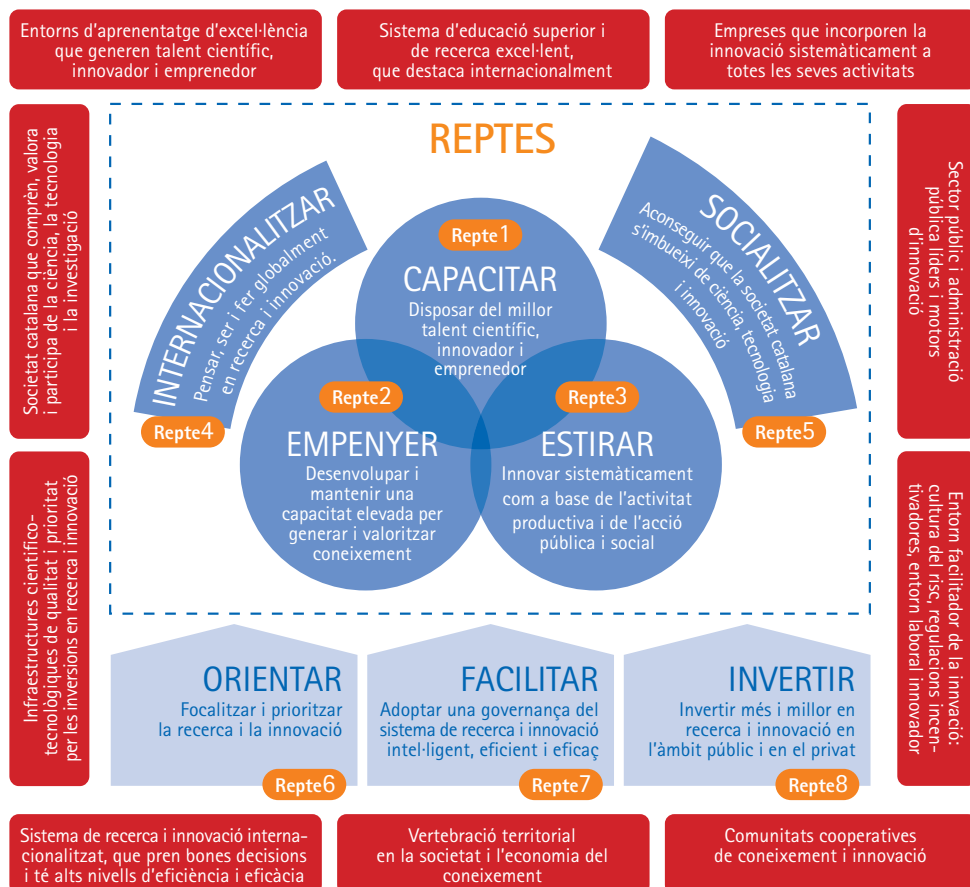 Entorns d'aprenentatge d'excel·lència
que generen talent científic,
innovador i emprenedor
Sistema d'educació superior i
de recerca excel·lent,
que destaca internacionalment
Empreses que incorporen la
innovació sistemàticament a
totes les seves activitats
Societat catalana que comprèn, valora
i participa de la ciència, la tecnologia
i la investigació
REPTES
INTERNACIONALITZAR
Pensar, ser i fer globalment
en recerca i innovació.
Repte4
Repte1
CAPACITAR
Disposar del millor
talent científic,
innovador i
emprenedor
SOCIALITZAR
Aconseguir que la societat catalana
s'imbueixi de ciència, tecnologia
i innovació
Repte5
Sector públic i administració
pública líders i motors
d'innovació
Repte2
EMPENYER
Desenvolupar i
mantenir una
capacitat elevada per
generar i valoritzar
coneixement
Repte3
ESTIRAR
Innovar sistemàticament
com a base de l'activitat
productiva i de l'acció
pública i social
Infraestructures cientifico-
tecnològiques de qualitat i prioritat
per les inversions en recerca i innovació
Entorn facilitador de la innvació:
cultura del risc, regulacions incen-
tivadores, entorn laboral innovador
ORIENTAR
Focalitzar i prioritzar
la recerca i la innovació
Repte6
FACILITAR
Adoptar una governança del
sistema de recerca i innovació
intel·ligent, eficient i eficaç
Repte7
INVERTIR
Invertir més i millor en
recerca i innovació en
l'àmbit públic i en el privat
Repte8
Sistema de recerca i innovació interna-
cionalitzat, que pren bones decisions
i té alts nivells d'eficiència i eficàcia
Vertebració territorial
en la societat i l'economia del
coneixement
Comunitats cooperatives
de coneixement i innovació